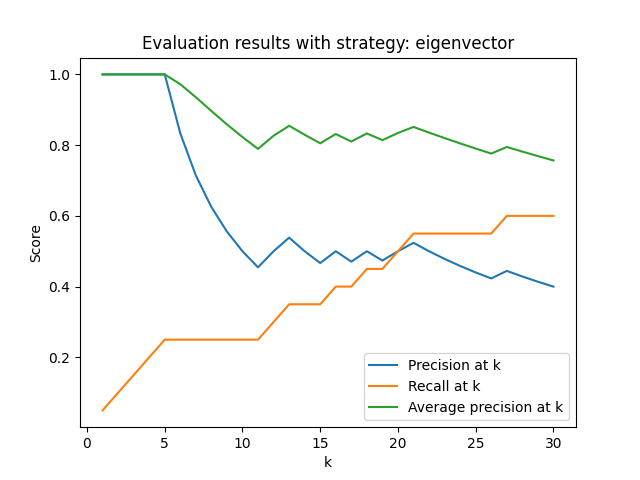 Evaluation results with strategy: eigenvector
1.0
0.8
0.6
0.4
0.2
Score
0 5 10 15 20 25 30
k
Precision at k
Recall at k
Average precision at k